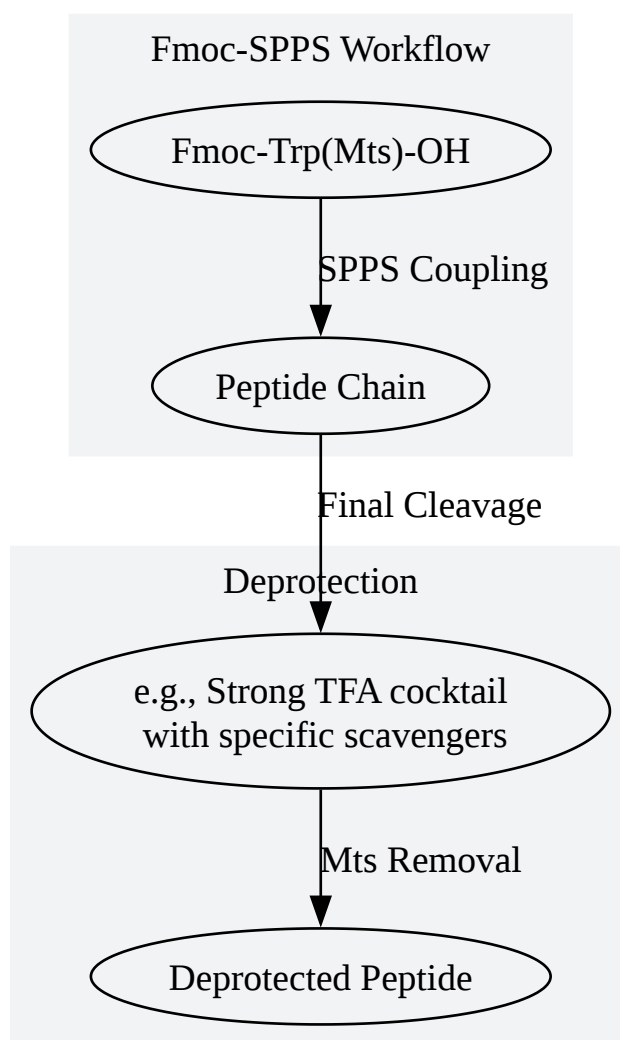 Fmoc-SPPS Workflow
Fmoc-Trp(Mts)-OH
SPPS Coupling
Peptide Chain
Final Cleavage
Deprotection
e.g., Strong TFA cocktail
with specific scavengers
Mts Removal
Deprotected Peptide